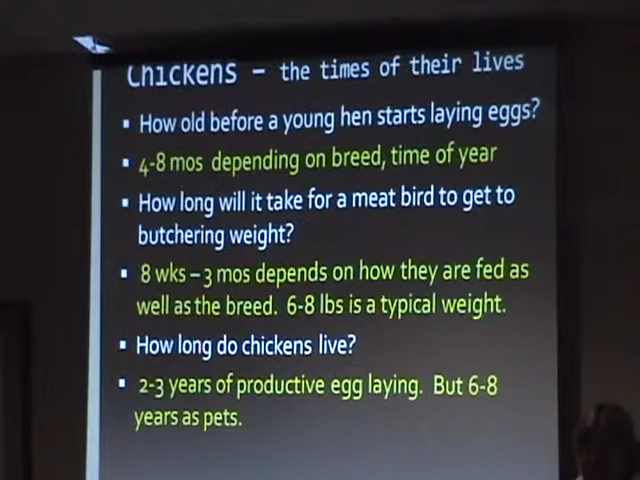 Chickens – the times of their lives
▪ How old before a young hen starts laying eggs?
▪ 4-8 mos depending on breed, time of year
▪ How long will it take for a meat bird to get to
butchering weight?
▪ 8 wks – 3 mos depends on how they are fed as
well as the breed. 6-8 lbs is a typical weight.
▪ How long do chickens live?
▪ 2-3 years of productive egg laying. But 6-8
years as pets.